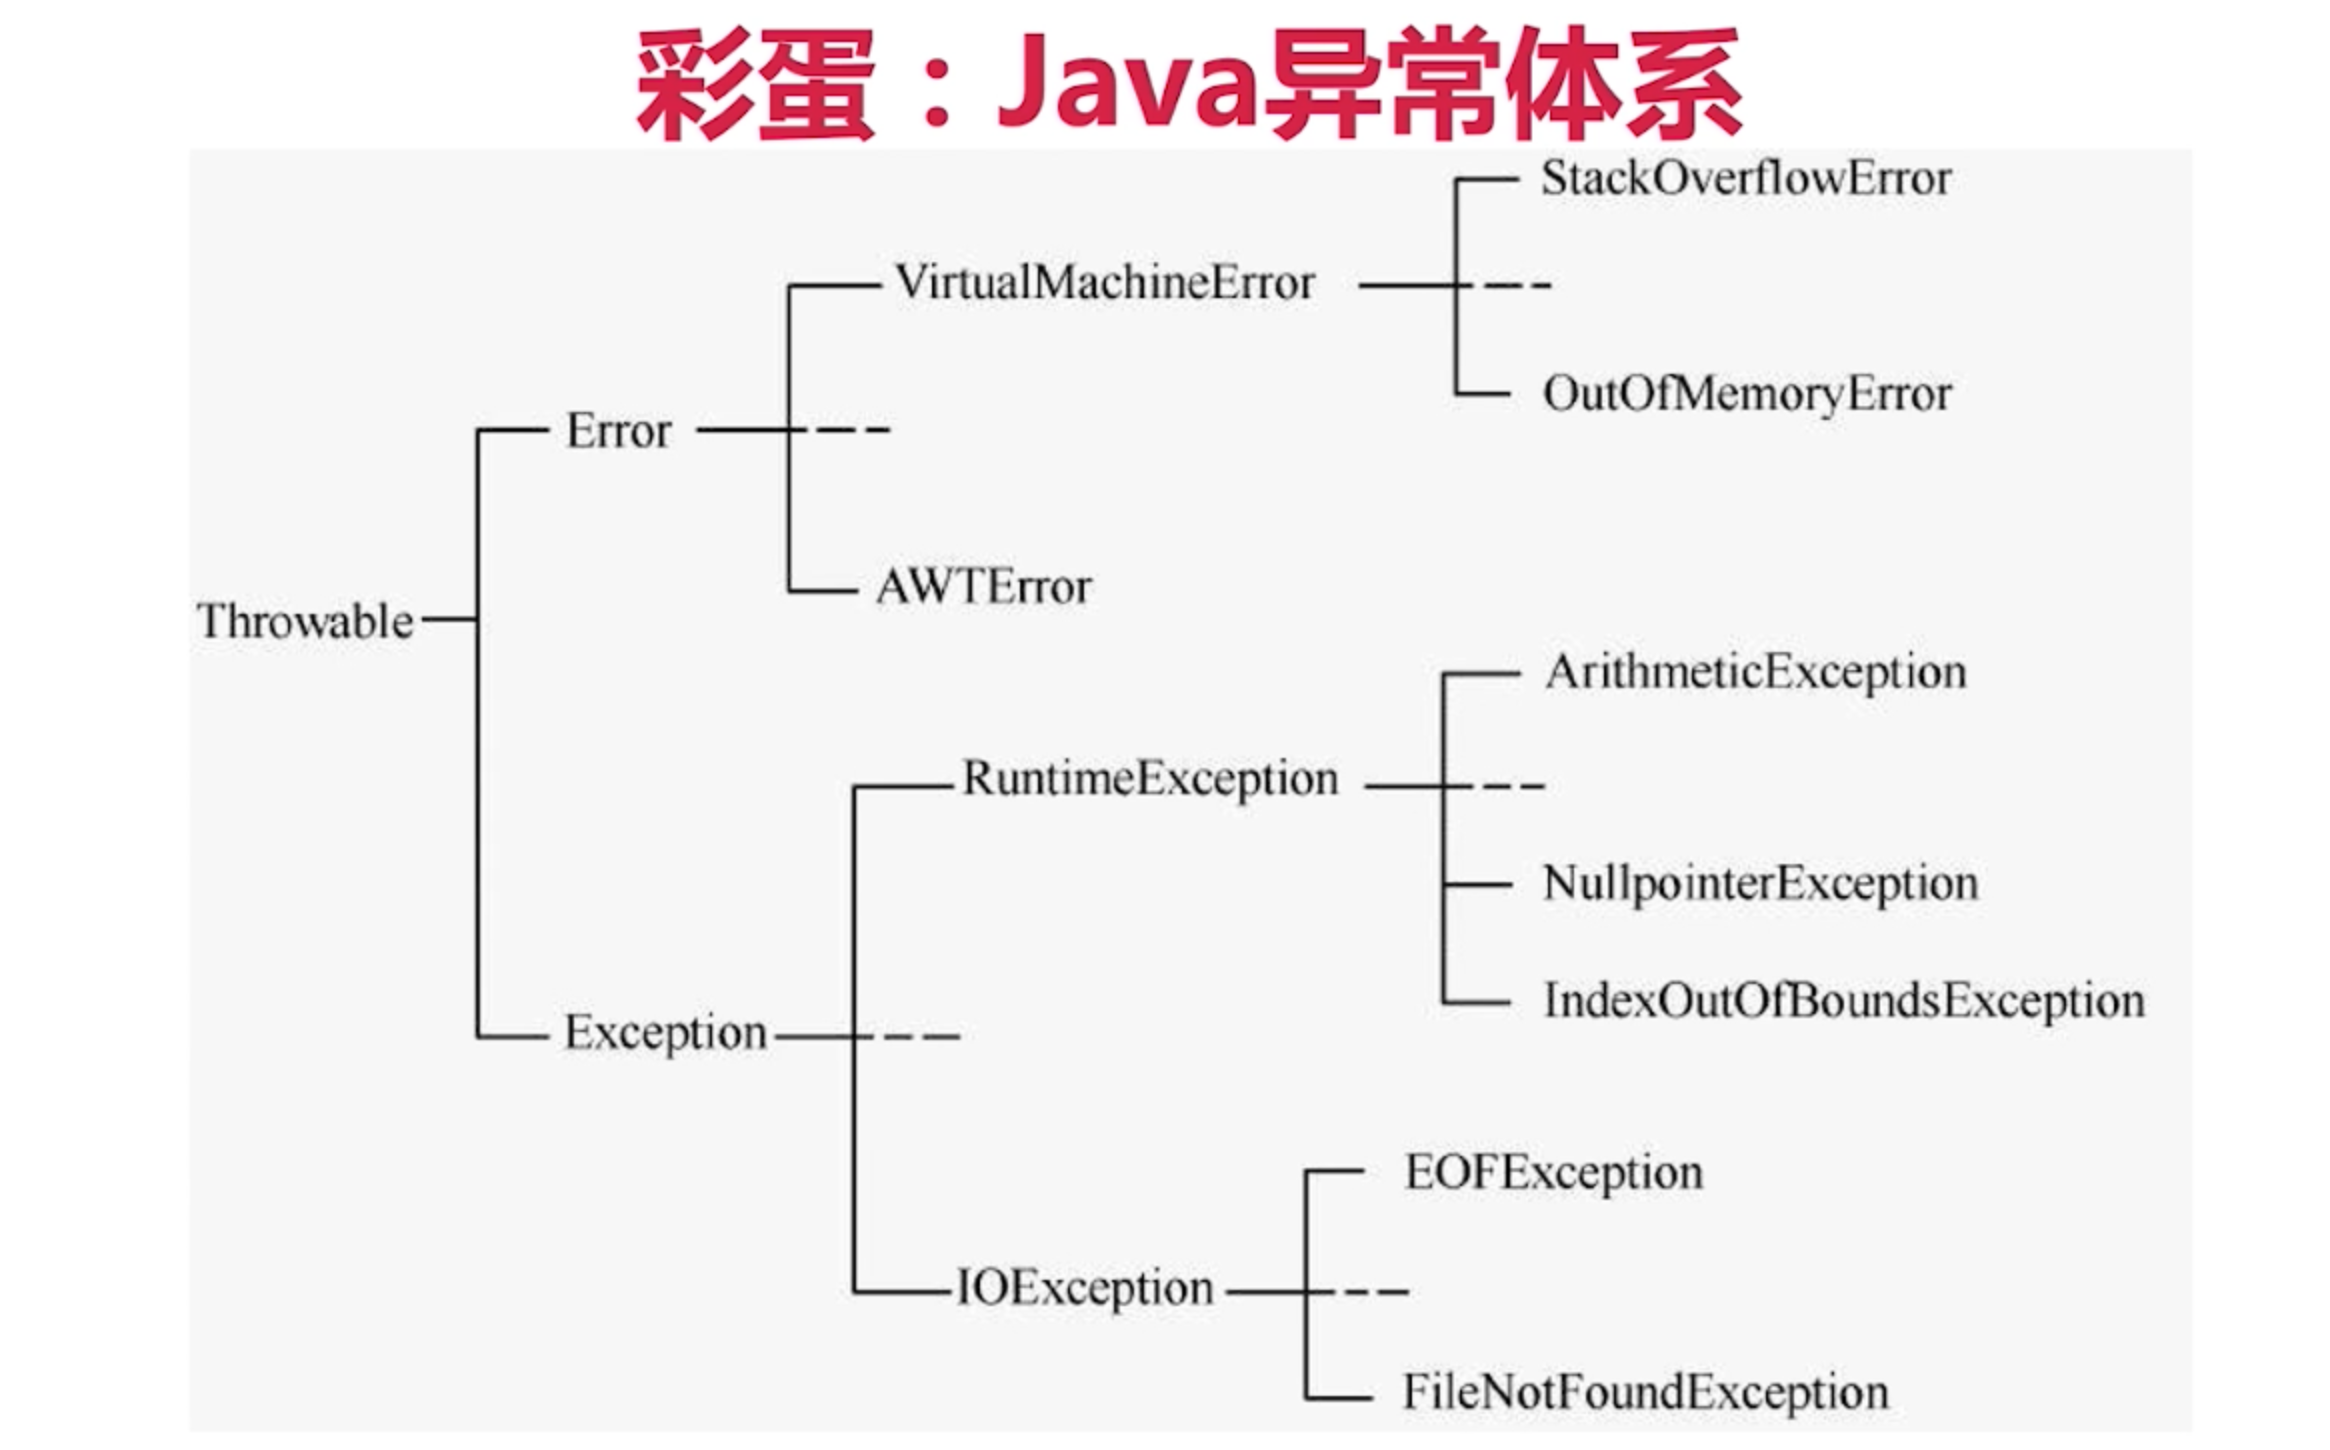 彩蛋：Java异常体系
StackOverflowError
VirtualMachineError
OutOfMemoryError
Error
AWTError
Throwable
ArithmeticException
RuntimeException
NullpointerException
IndexOutOfBoundsException
Exception
EOFException
IOException
FileNotFoundException